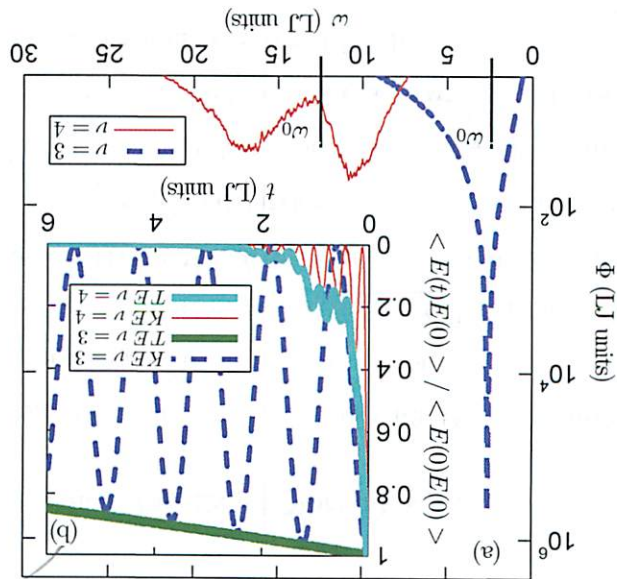 (a)
Φ (LJ units)
10^6
10^4
10^2
0
5
10
15
20
25
30
ω (LJ units)
ω₀
ω₀
ν = 3
ν = 4
(b)
< E(t)E(0) > / < E(0)E(0) >
1
0.8
0.6
0.4
0.2
0
0
2
4
6
t (LJ units)
KE ν = 3
TE ν = 3
KE ν = 4
TE ν = 4